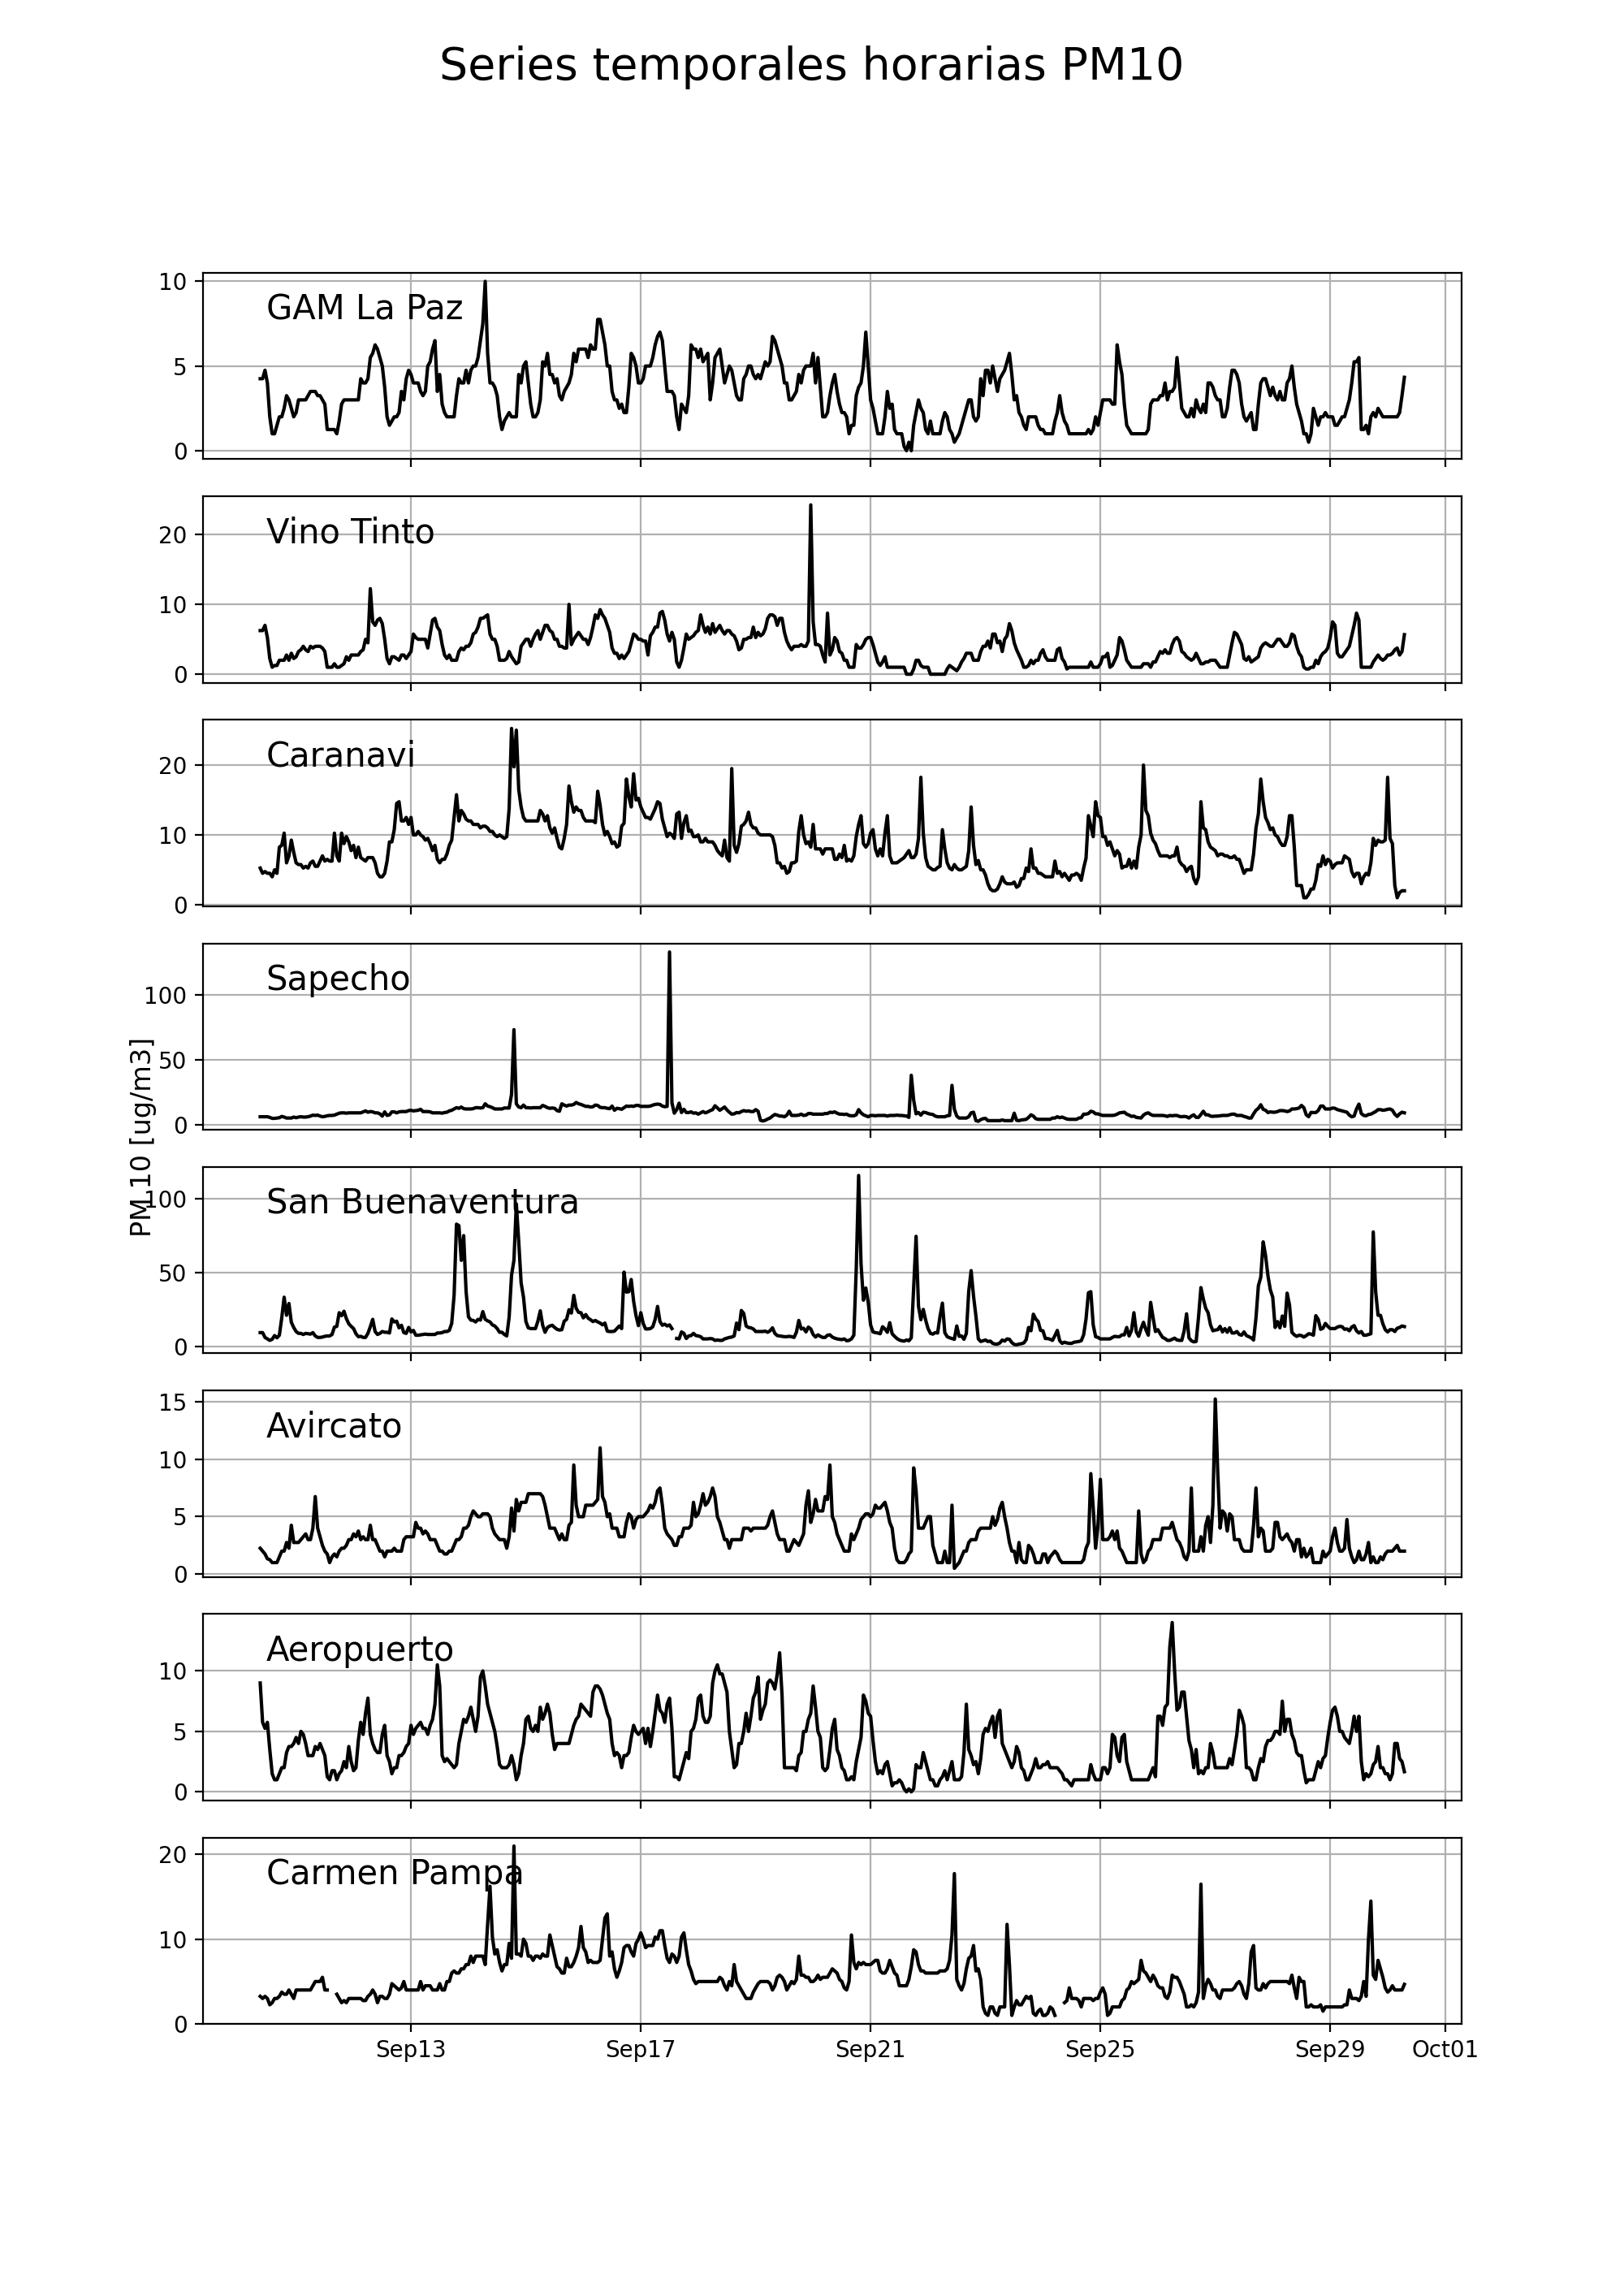 Series temporales horarias PM10
10
5
0
GAM La Paz
20
10
0
Vino Tinto
20
10
0
Caranavi
100
50
0
Sapecho
PM 10 [ug/m3]
100
50
0
San Buenaventura
15
10
5
0
Avircato
10
5
0
Aeropuerto
20
10
0
Carmen Pampa
Sep13 Sep17 Sep21 Sep25 Sep29 Oct01